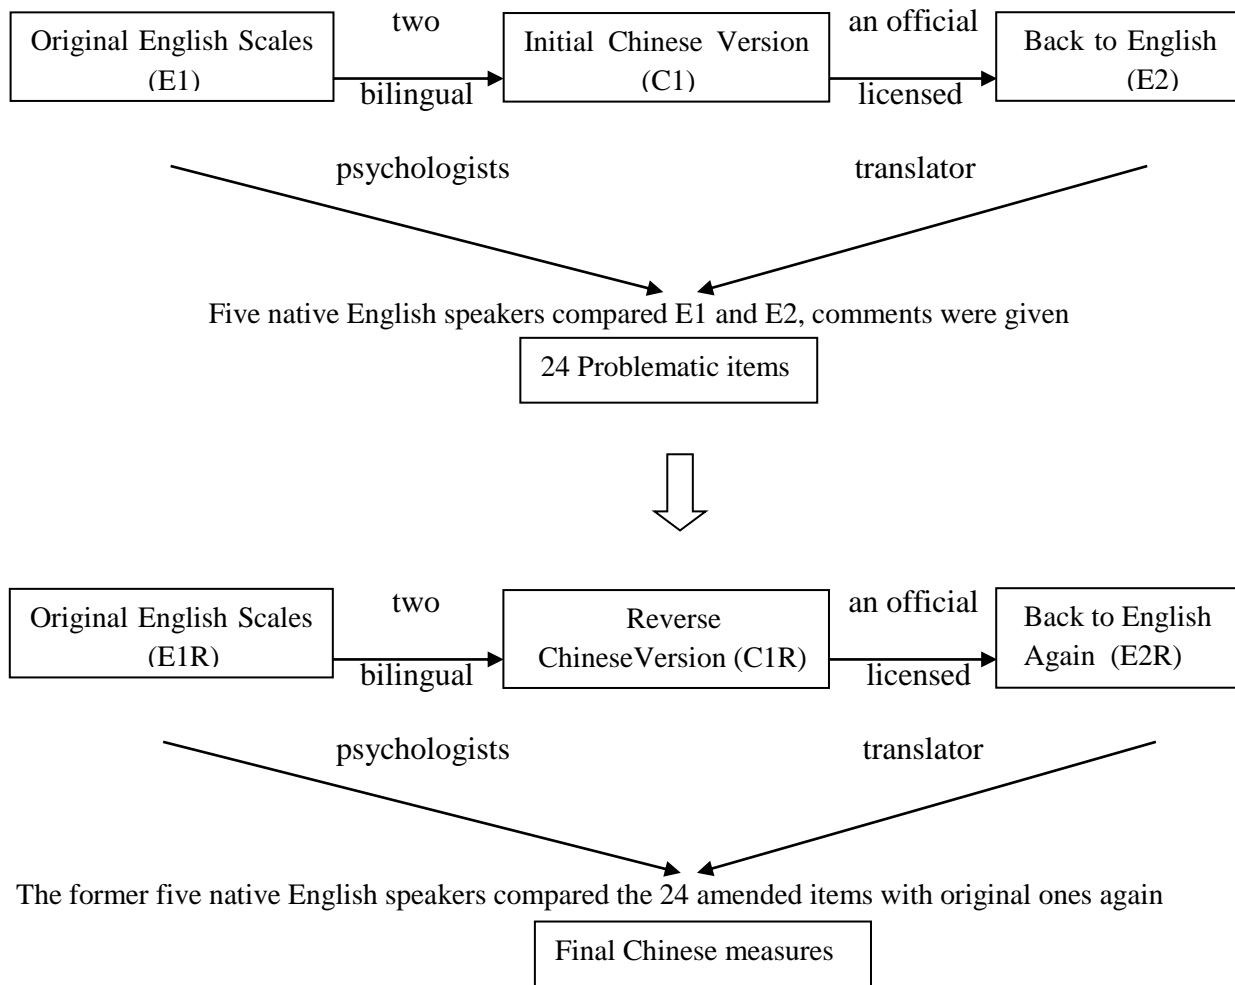 two
an official
Original English Scales
(E1)
Initial Chinese Version
(C1)
Back to English
(E2)
bilingual
licensed
psychologists
translator
Five native English speakers compared E1 and E2, comments were given
24 Problematic items
two
an official
Original English Scales
(E1R)
Reverse
ChineseVersion (C1R)
Back to English
Again (E2R)
bilingual
licensed
psychologists
translator
The former five native English speakers compared the 24 amended items with original ones again
Final Chinese measures